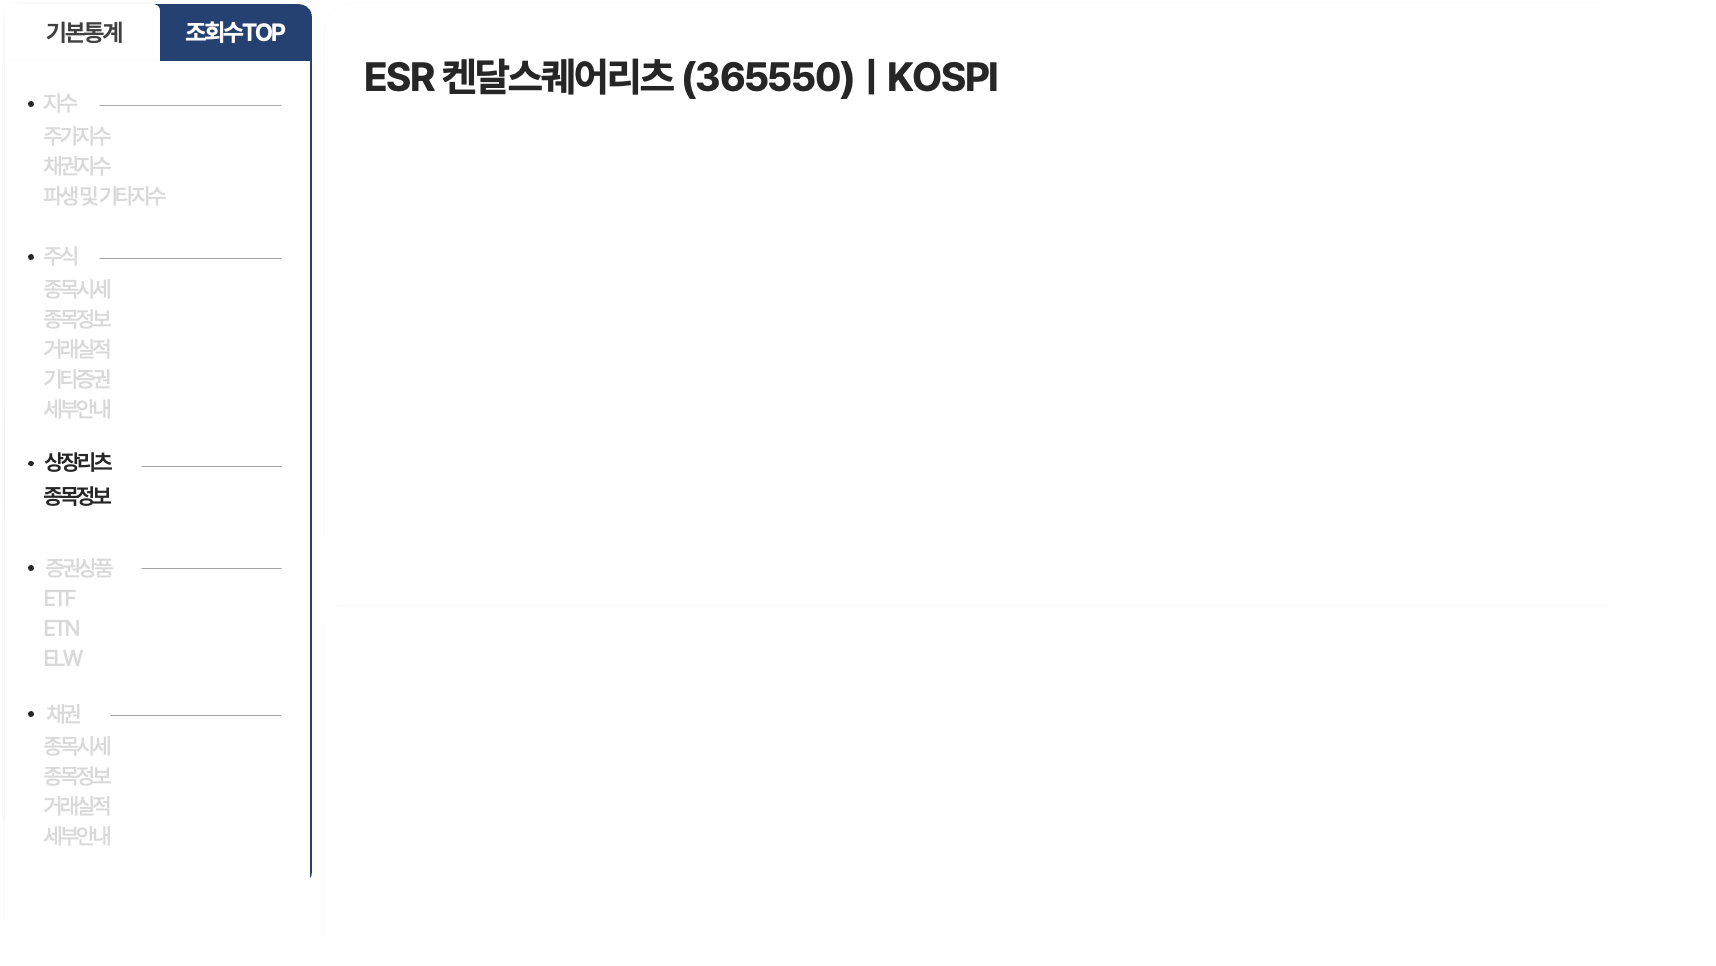 기본통계
조회수TOP
지수
주가지수
채권지수
파생 및 기타지수
주식
종목시세
종목정보
거래실적
기타증권
세부안내
상장리츠
종목정보
증권상품
ETF
ETN
ELW
채권
종목시세
종목정보
거래실적
세부안내
ESR 켄달스퀘어리츠 (365550) | KOSPI